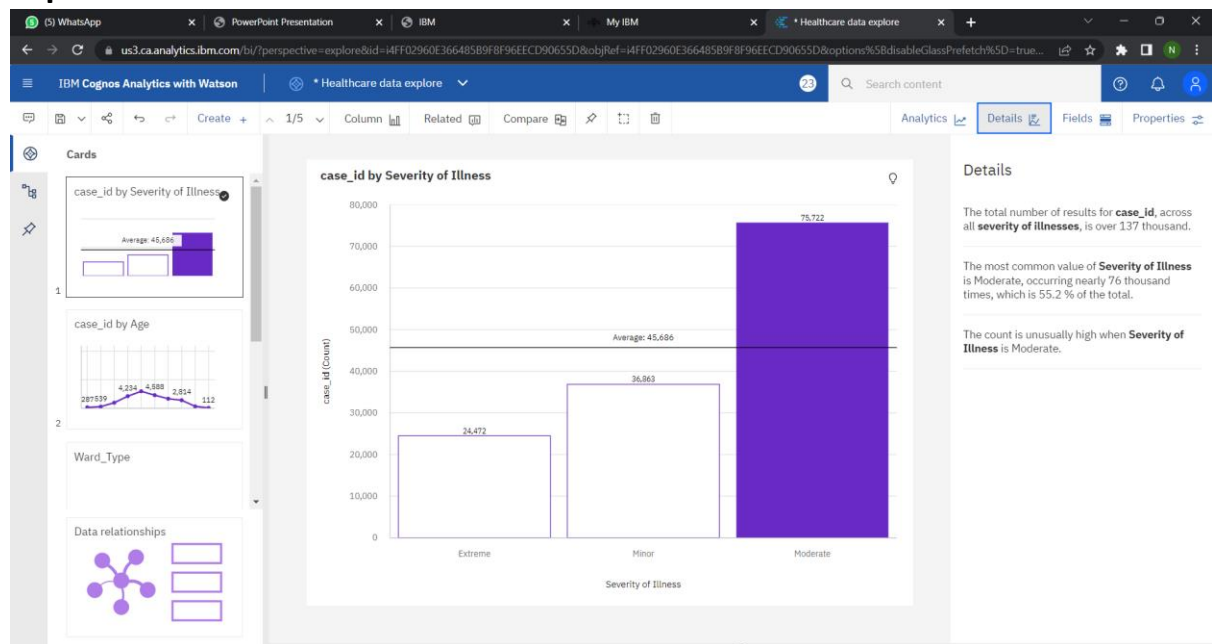 (5) WhatsApp
PowerPoint Presentation
IBM
My IBM
* Healthcare data explore
us3.ca.analytics.ibm.com/bi/?perspective=explore&id=i4FF02960E366485B9F8F96EECD90655D&objRef=i4FF02960E366485B9F8F96EECD90655D&options%5BdisableGlassPrefetch%5D=true...
N
IBM Cognos Analytics with Watson
* Healthcare data explore
23
Search content
Create +
1/5
Column
Related
Compare
Analytics
Details
Fields
Properties
Cards
case_id by Severity of Illness
Average: 45,686
1
case_id by Age
287 539 4,234 4,588 2,814 112
2
Ward_Type
Data relationships
case_id by Severity of Illness
80,000
75,722
70,000
60,000
50,000
Average: 45,686
40,000
36,863
30,000
24,472
20,000
10,000
0
case_id (Count)
Extreme Minor Moderate
Severity of Illness
Details
The total number of results for case_id, across
all severity of illnesses, is over 137 thousand.
The most common value of Severity of Illness
is Moderate, occurring nearly 76 thousand
times, which is 55.2 % of the total.
The count is unusually high when Severity of
Illness is Moderate.